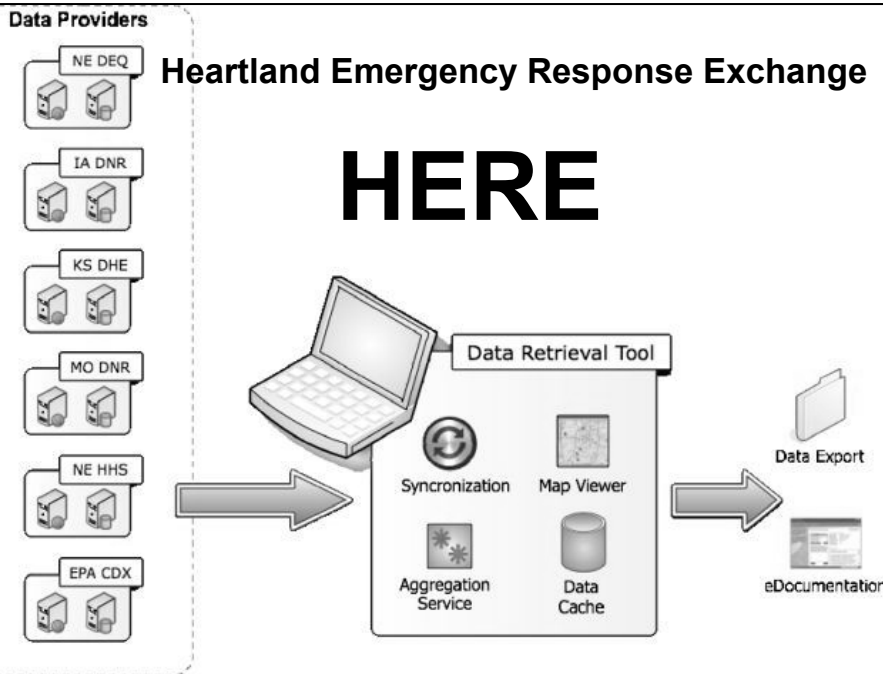 Data Providers
NE DEQ
Heartland Emergency Response Exchange
IA DNR
HERE
KS DHE
MO DNR
NE HHS
EPA CDX
Data Retrieval Tool
Syncronization
Map Viewer
Aggregation
Service
Data
Cache
Data Export
eDocumentation